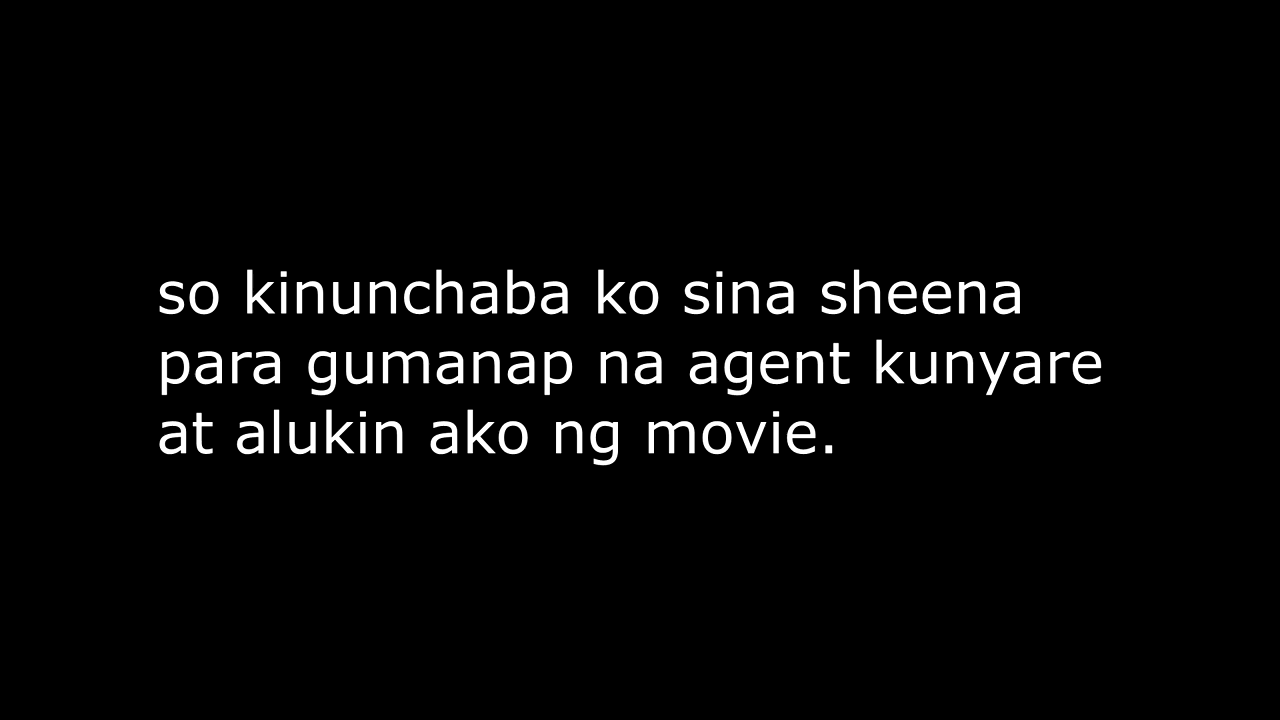 so kinunchaba ko sina sheena
para gumanap na agent kunyare
at alukin ako ng movie.